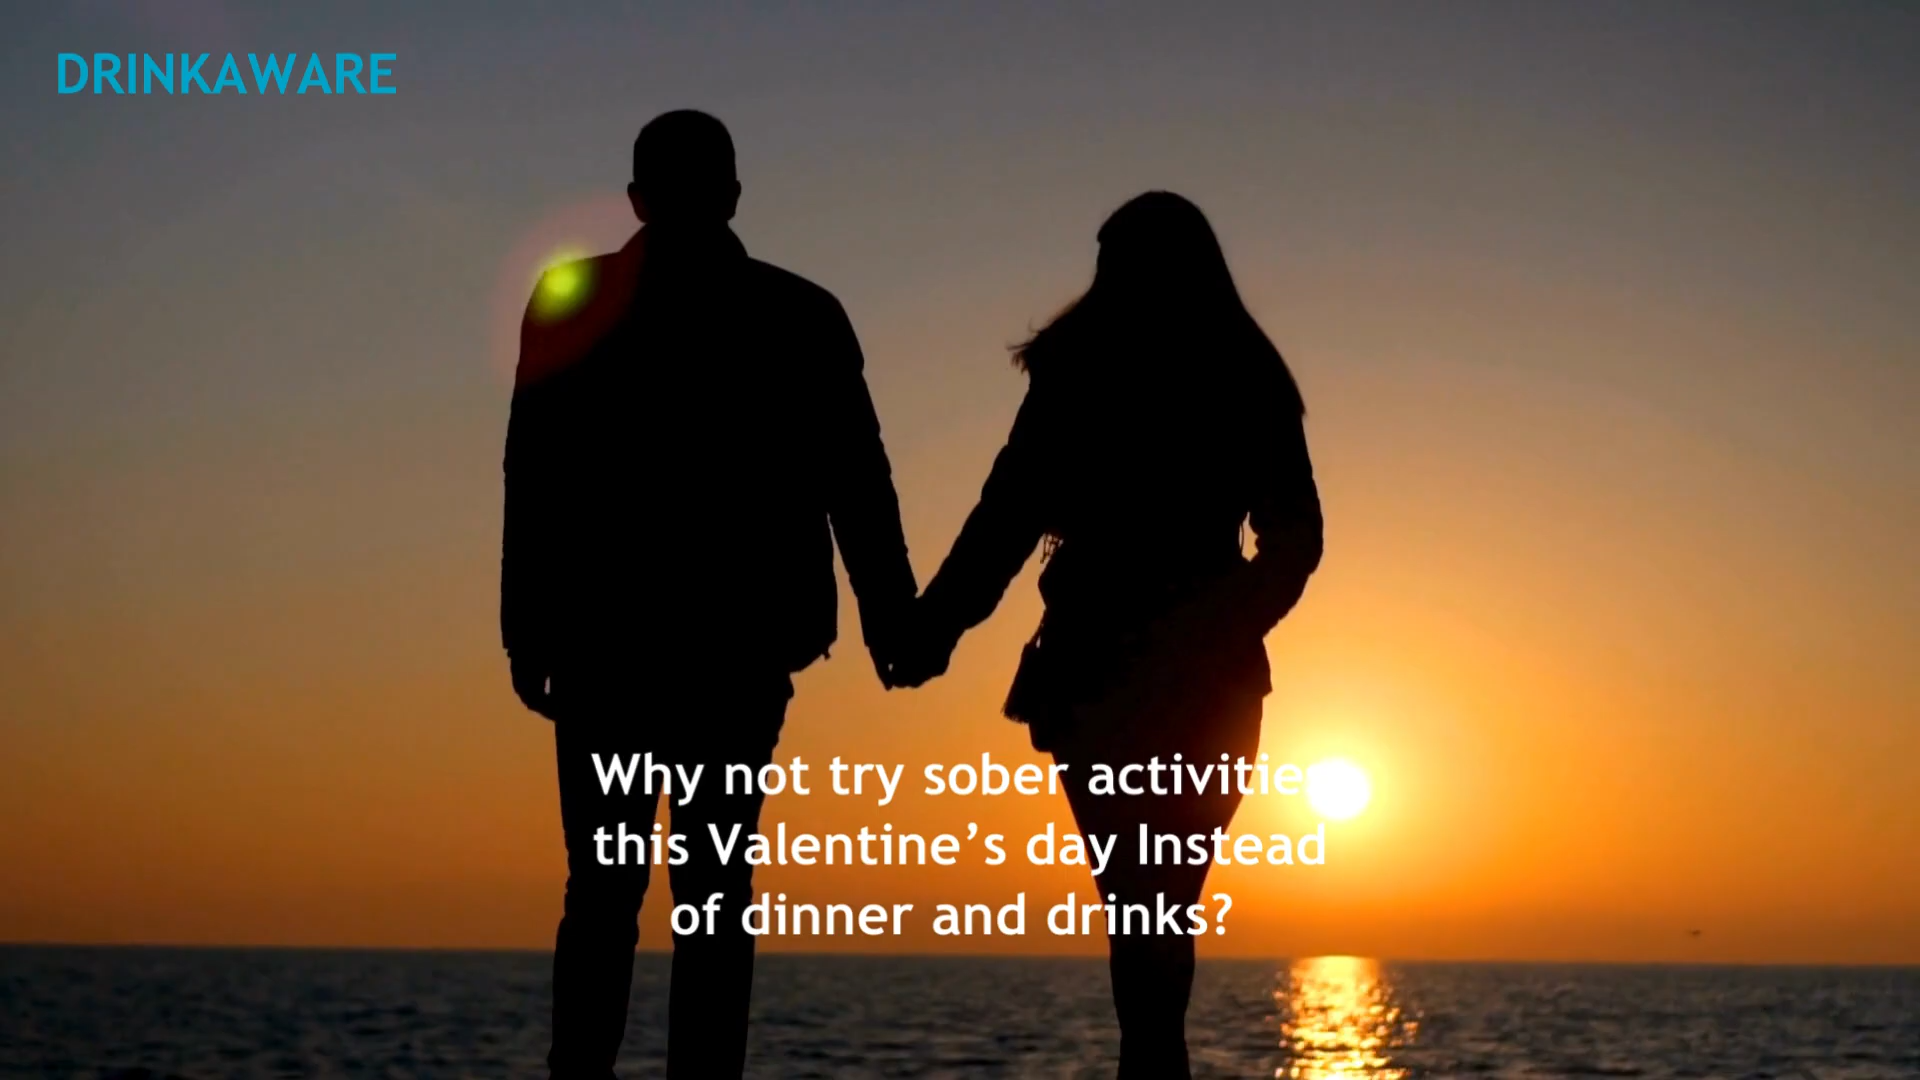 DRINKAWARE
Why not try sober activities
this Valentine’s day Instead
of dinner and drinks?